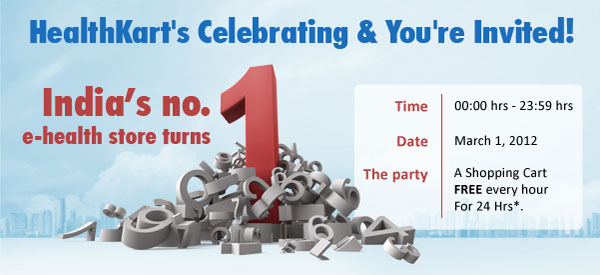 HealthKart's Celebrating & You're Invited!
India's no.
e-health store turns
1
Time 00:00 hrs - 23:59 hrs
Date March 1, 2012
The party A Shopping Cart
FREE every hour
For 24 Hrs*.